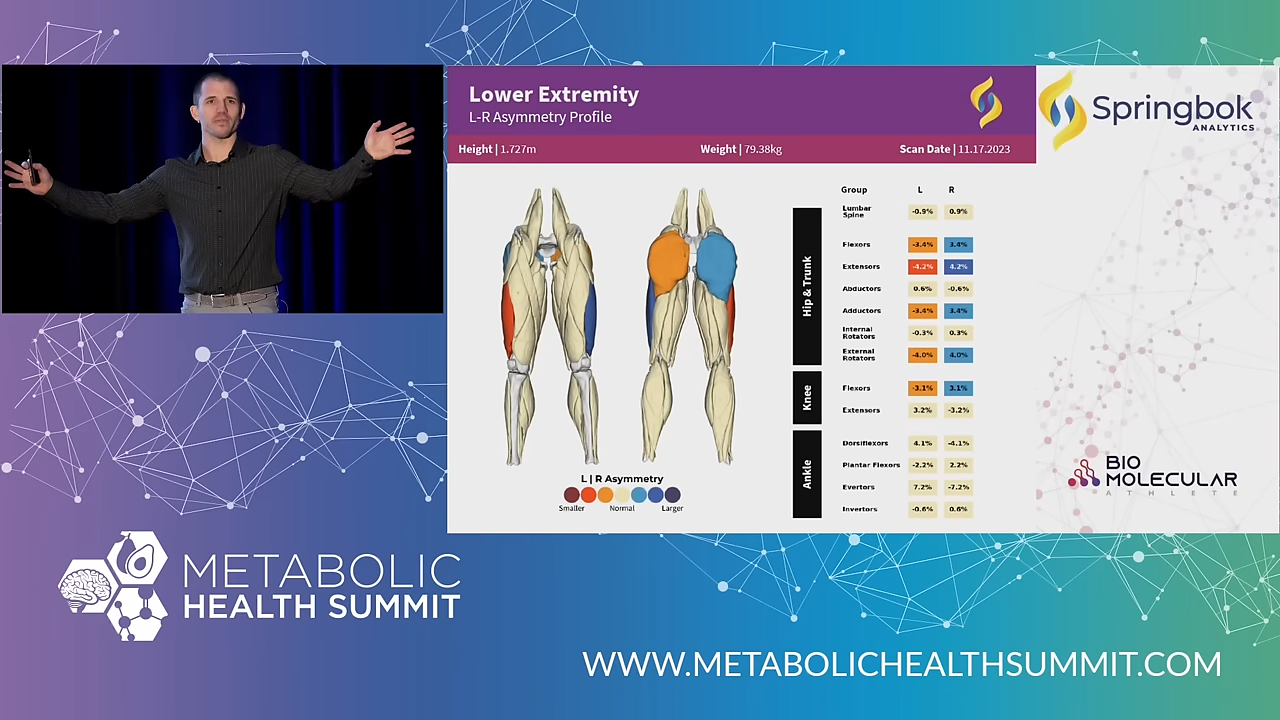 Lower Extremity
L-R Asymmetry Profile
Height | 1.727m
Weight | 79.38kg
Scan Date | 11.17.2023
Springbok
ANALYTICS
Group L R
Hip & Trunk
Lumbar
Spine -0.9% 0.9%
Flexors -3.4% 3.4%
Extensors -4.2% 4.2%
Abductors 0.6% -0.6%
Adductors -3.4% 3.4%
Internal
Rotators -0.3% 0.3%
External
Rotators -4.0% 4.0%
Knee
Flexors -3.1% 3.1%
Extensors 3.2% -3.2%
Ankle
Dorsiflexors 4.1% -4.1%
Plantar Flexors -2.2% 2.2%
Evertors 7.2% -7.2%
Invertors -0.6% 0.6%
L | R Asymmetry
Smaller Normal Larger
BIO
MOLECULAR
ATHLETE
METABOLIC
HEALTH SUMMIT
WWW.METABOLICHEALTHSUMMIT.COM